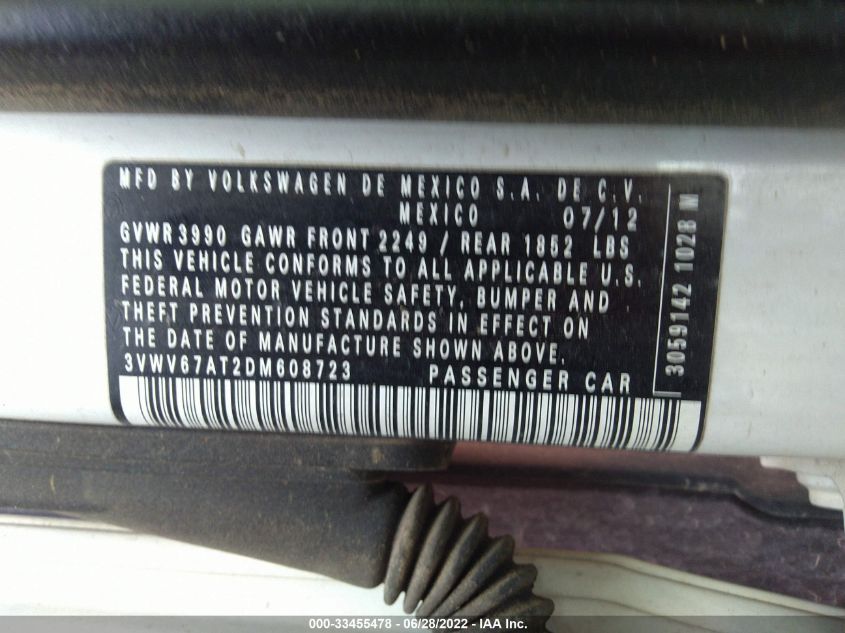 MFD BY VOLKSWAGEN DE MEXICO S.A. DE C.V.
MEXICO 07/12
GVWR 3990 GAWR FRONT 2249 / REAR 1852 LBS
THIS VEHICLE CONFORMS TO ALL APPLICABLE U.S.
FEDERAL MOTOR VEHICLE SAFETY, BUMPER AND
THEFT PREVENTION STANDARDS IN EFFECT ON
THE DATE OF MANUFACTURE SHOWN ABOVE.
3VWV67AT2DM608723 PASSENGER CAR
3059142 1028 M
000-33455478 - 06/28/2022 - IAA Inc.